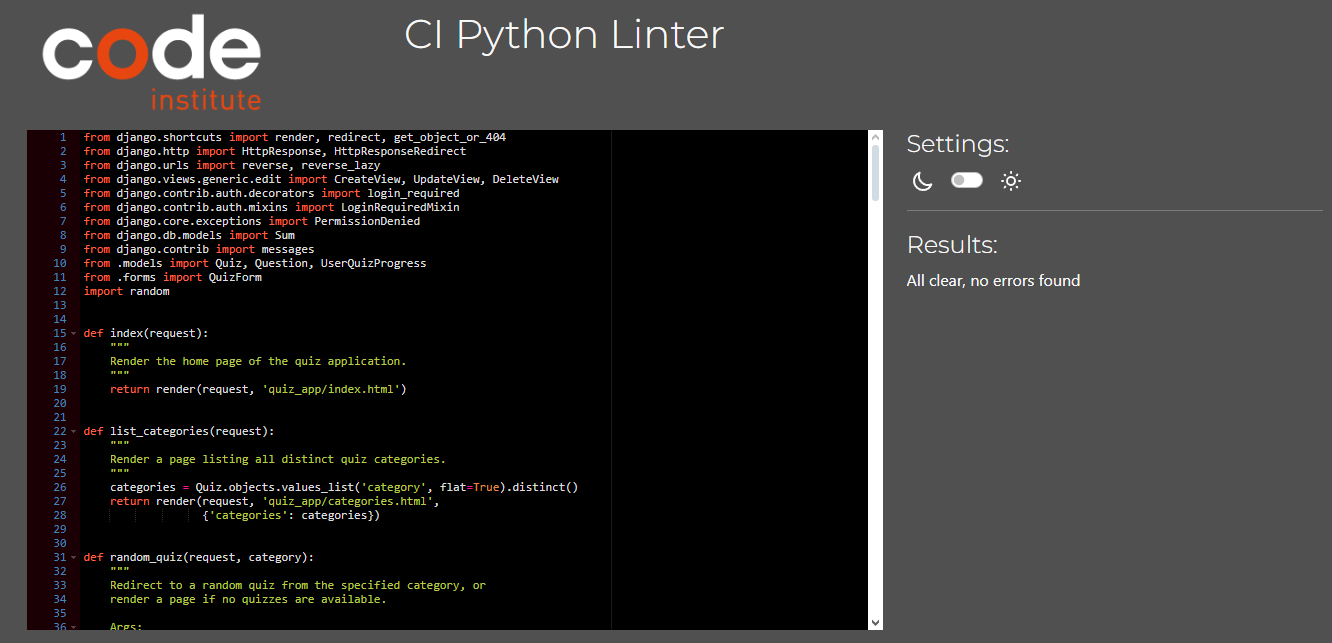 code
institute
CI Python Linter
1 from django.shortcuts import render, redirect, get_object_or_404
2 from django.http import HttpResponse, HttpResponseRedirect
3 from django.urls import reverse, reverse_lazy
4 from django.views.generic.edit import CreateView, UpdateView, DeleteView
5 from django.contrib.auth.decorators import login_required
6 from django.contrib.auth.mixins import LoginRequiredMixin
7 from django.core.exceptions import PermissionDenied
8 from django.db.models import Sum
9 from django.contrib import messages
10 from .models import Quiz, Question, UserQuizProgress
11 from .forms import QuizForm
12 import random
13
14
15 def index(request):
16     """
17     Render the home page of the quiz application.
18     """
19     return render(request, 'quiz_app/index.html')
20
21
22 def list_categories(request):
23     """
24     Render a page listing all distinct quiz categories.
25     """
26     categories = Quiz.objects.values_list('category', flat=True).distinct()
27     return render(request, 'quiz_app/categories.html',
28                   {'categories': categories})
29
30
31 def random_quiz(request, category):
32     """
33     Redirect to a random quiz from the specified category, or
34     render a page if no quizzes are available.
35
36     Args:
Settings:
Results:
All clear, no errors found